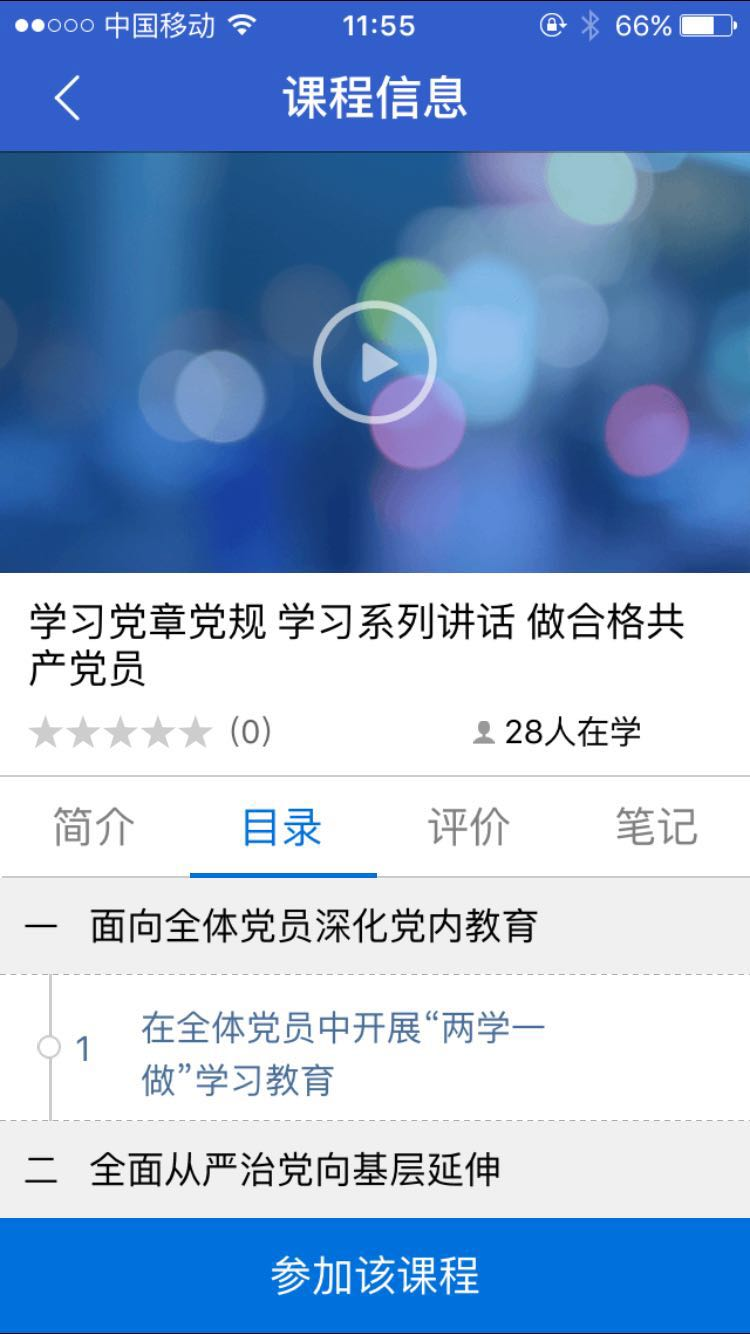 中国移动 11:55 66%
课程信息
学习党章党规 学习系列讲话 做合格共
产党员
(0) 28人在学
简介 目录 评价 笔记
一 面向全体党员深化党内教育
1 在全体党员中开展“两学一
做”学习教育
二 全面从严治党向基层延伸
参加该课程